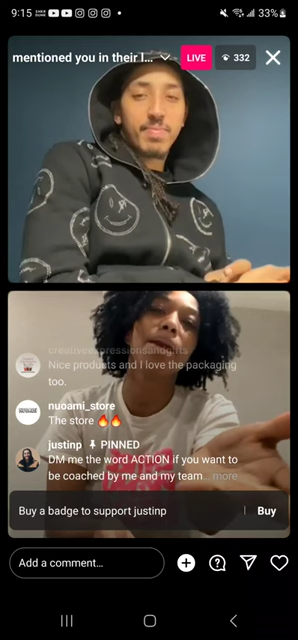 9:15
33%
mentioned you in their l...
LIVE
332
creativeexpressionsandgifts
Nice products and I love the packaging
too.
nuoami_store
The store 🔥🔥
justinp PINNED
DM me the word ACTION if you want to
be coached by me and my team... more
Buy a badge to support justinp
Buy
Add a comment...